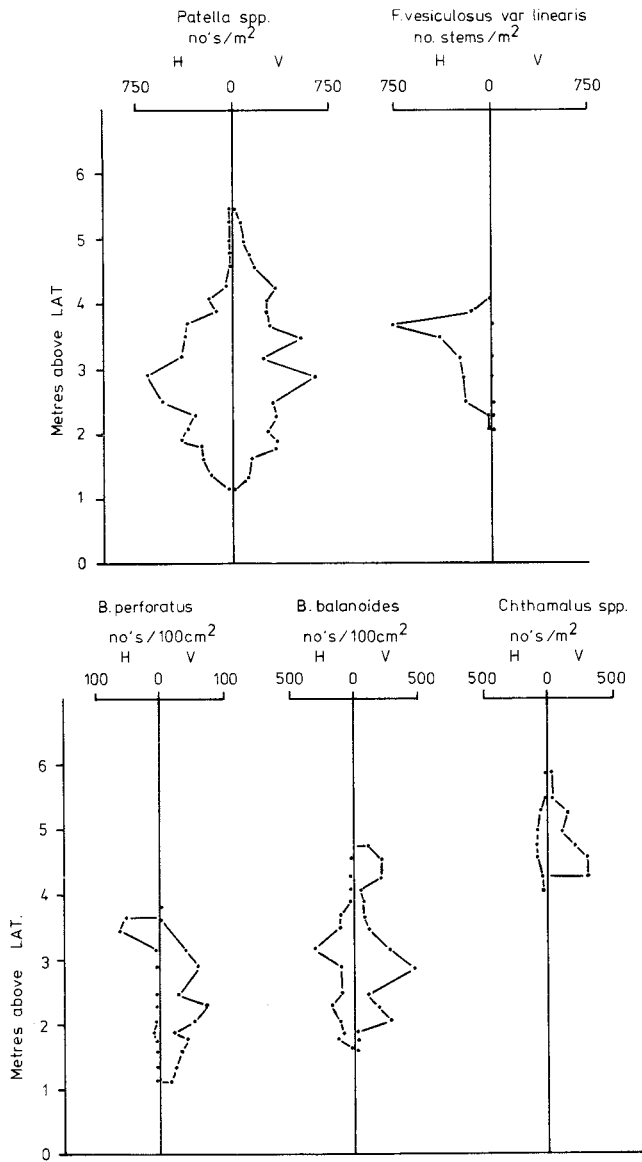 Patella spp.
no's/m²
H V
750 0 750
F.vesiculosus var linearis
no. stems/m²
H V
750 0 750
6
5
4
3
2
1
0
Metres above LAT
B. perforatus
no's/100cm²
H V
100 0 100
B. balanoides
no's/100cm²
H V
500 0 500
Chthamalus spp.
no's/m²
H V
500 0 500
6
5
4
3
2
1
0
Metres above LAT.